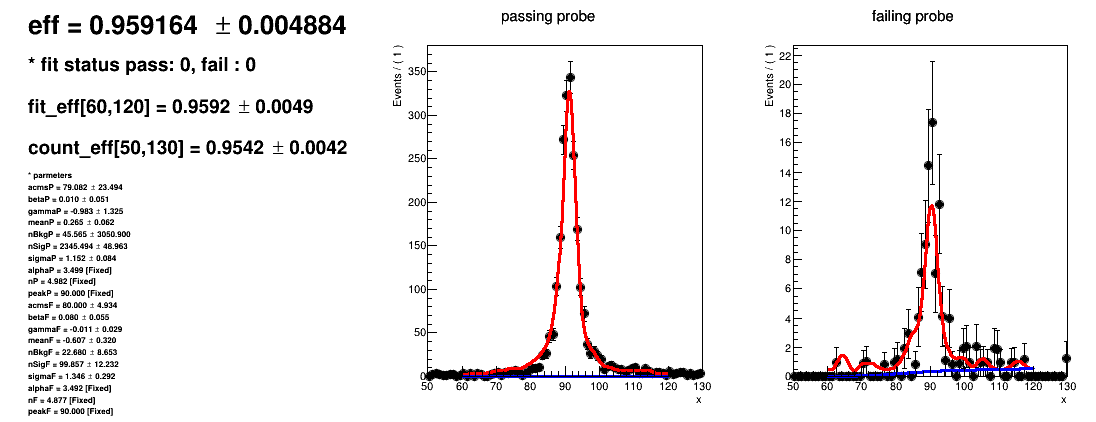 eff = 0.959164 ± 0.004884
* fit status pass: 0, fail : 0
fit_eff[60,120] = 0.9592 ± 0.0049
count_eff[50,130] = 0.9542 ± 0.0042
* parmeters
acmsP = 79.082 ± 23.494
betaP = 0.010 ± 0.051
gammaP = -0.983 ± 1.325
meanP = 0.265 ± 0.062
nBkgP = 45.565 ± 3050.900
nSigP = 2345.494 ± 48.963
sigmaP = 1.152 ± 0.084
alphaP = 3.499 [Fixed]
nP = 4.982 [Fixed]
peakP = 90.000 [Fixed]
acmsF = 80.000 ± 4.934
betaF = 0.080 ± 0.055
gammaF = -0.011 ± 0.029
meanF = -0.607 ± 0.320
nBkgF = 22.680 ± 8.653
nSigF = 99.857 ± 12.232
sigmaF = 1.346 ± 0.292
alphaF = 3.492 [Fixed]
nF = 4.877 [Fixed]
peakF = 90.000 [Fixed]
passing probe
Events / ( 1 )
350
300
250
200
150
100
50
0
50 60 70 80 90 100 110 120 130
x
failing probe
Events / ( 1 )
22
20
18
16
14
12
10
8
6
4
2
0
50 60 70 80 90 100 110 120 130
x